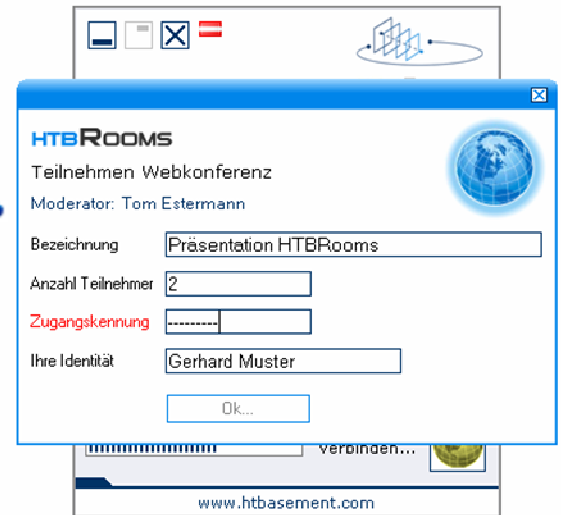 HTBROOMS
Teilnehmen Webkonferenz
Moderator: Tom Estermann
Bezeichnung Präsentation HTBRooms
Anzahl Teilnehmer 2
Zugangskennung ---------
Ihre Identität Gerhard Muster
Ok...
Verbinden...
www.htbasement.com